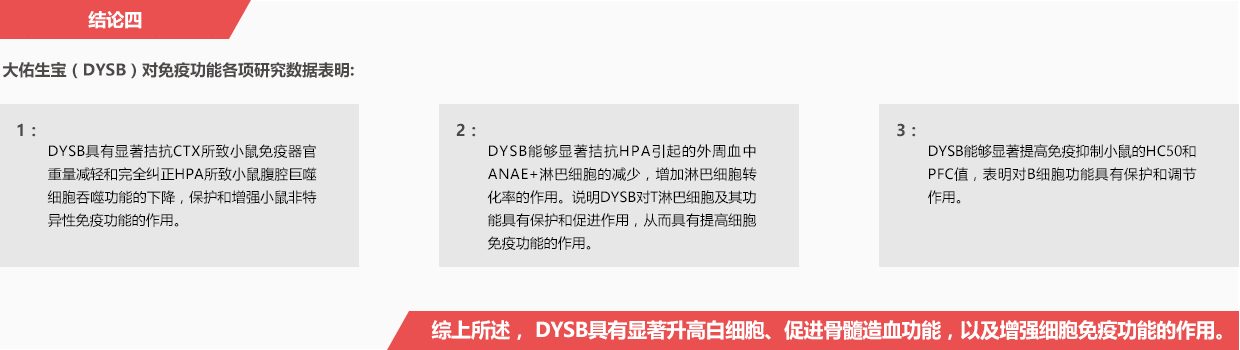 结论四
大佑生宝（DYSB）对免疫功能各项研究数据表明:
1：
DYSB具有显著拮抗CTX所致小鼠免疫器官
重量减轻和完全纠正HPA所致小鼠腹腔巨噬
细胞吞噬功能的下降，保护和增强小鼠非特
异性免疫功能的作用。
2：
DYSB能够显著拮抗HPA引起的外周血中
ANAE+淋巴细胞的减少，增加淋巴细胞转
化率的作用。说明DYSB对T淋巴细胞及其功
能具有保护和促进作用，从而具有提高细胞
免疫功能的作用。
3：
DYSB能够显著提高免疫抑制小鼠的HC50和
PFC值，表明对B细胞功能具有保护和调节
作用。
综上所述， DYSB具有显著升高白细胞、促进骨髓造血功能，以及增强细胞免疫功能的作用。